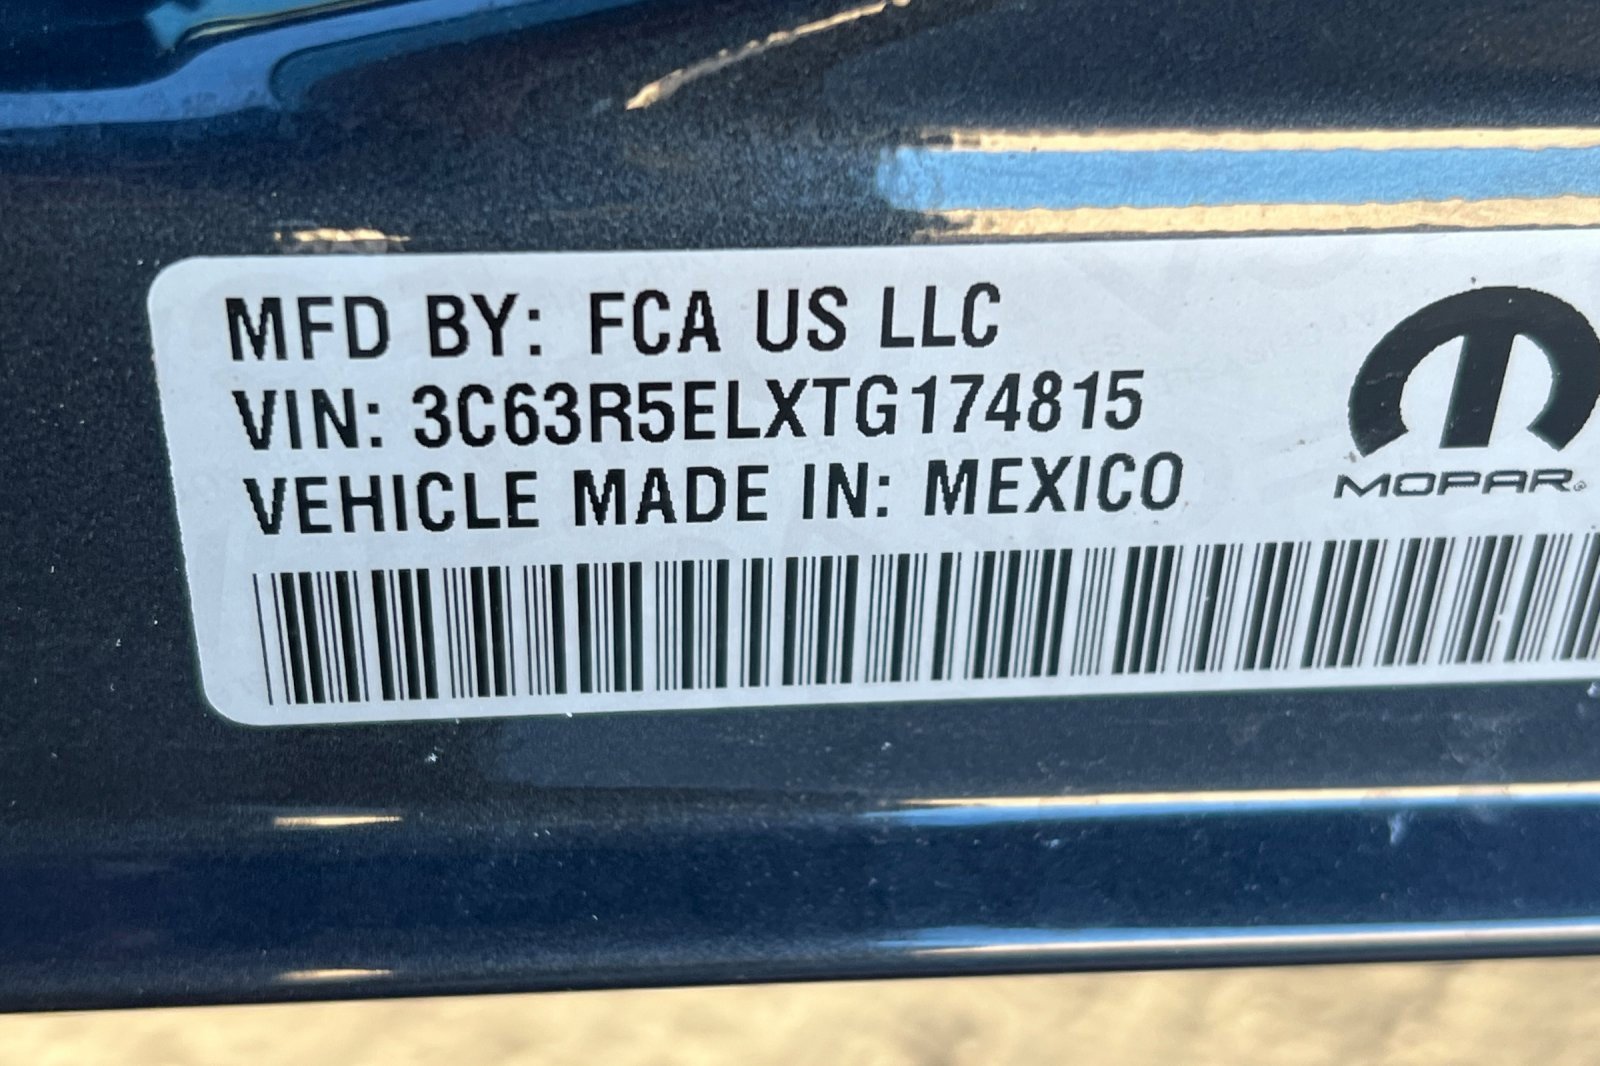 MFD BY: FCA US LLC
VIN: 3C63R5ELXTG174815
VEHICLE MADE IN: MEXICO
MOPAR®